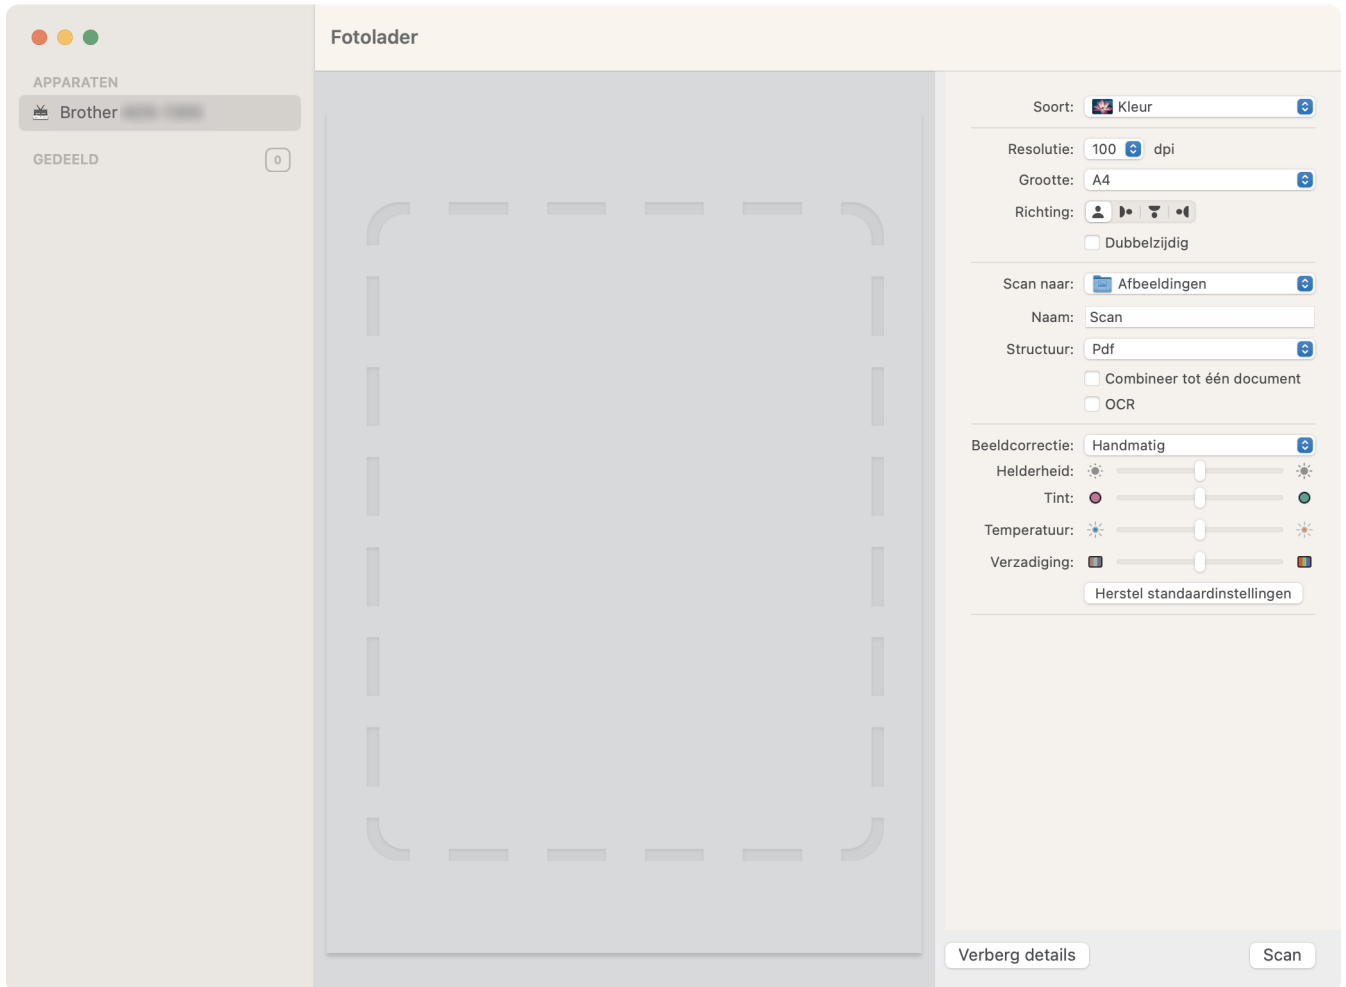 Fotolader
APPARATEN
Brother
GEDEELD
0
Soort: Kleur
Resolutie: 100 dpi
Grootte: A4
Richting:
Dubbelzijdig
Scan naar: Afbeeldingen
Naam: Scan
Structuur: Pdf
Combineer tot één document
OCR
Beeldcorrectie: Handmatig
Helderheid:
Tint:
Temperatuur:
Verzadiging:
Herstel standaardinstellingen
Verberg details
Scan